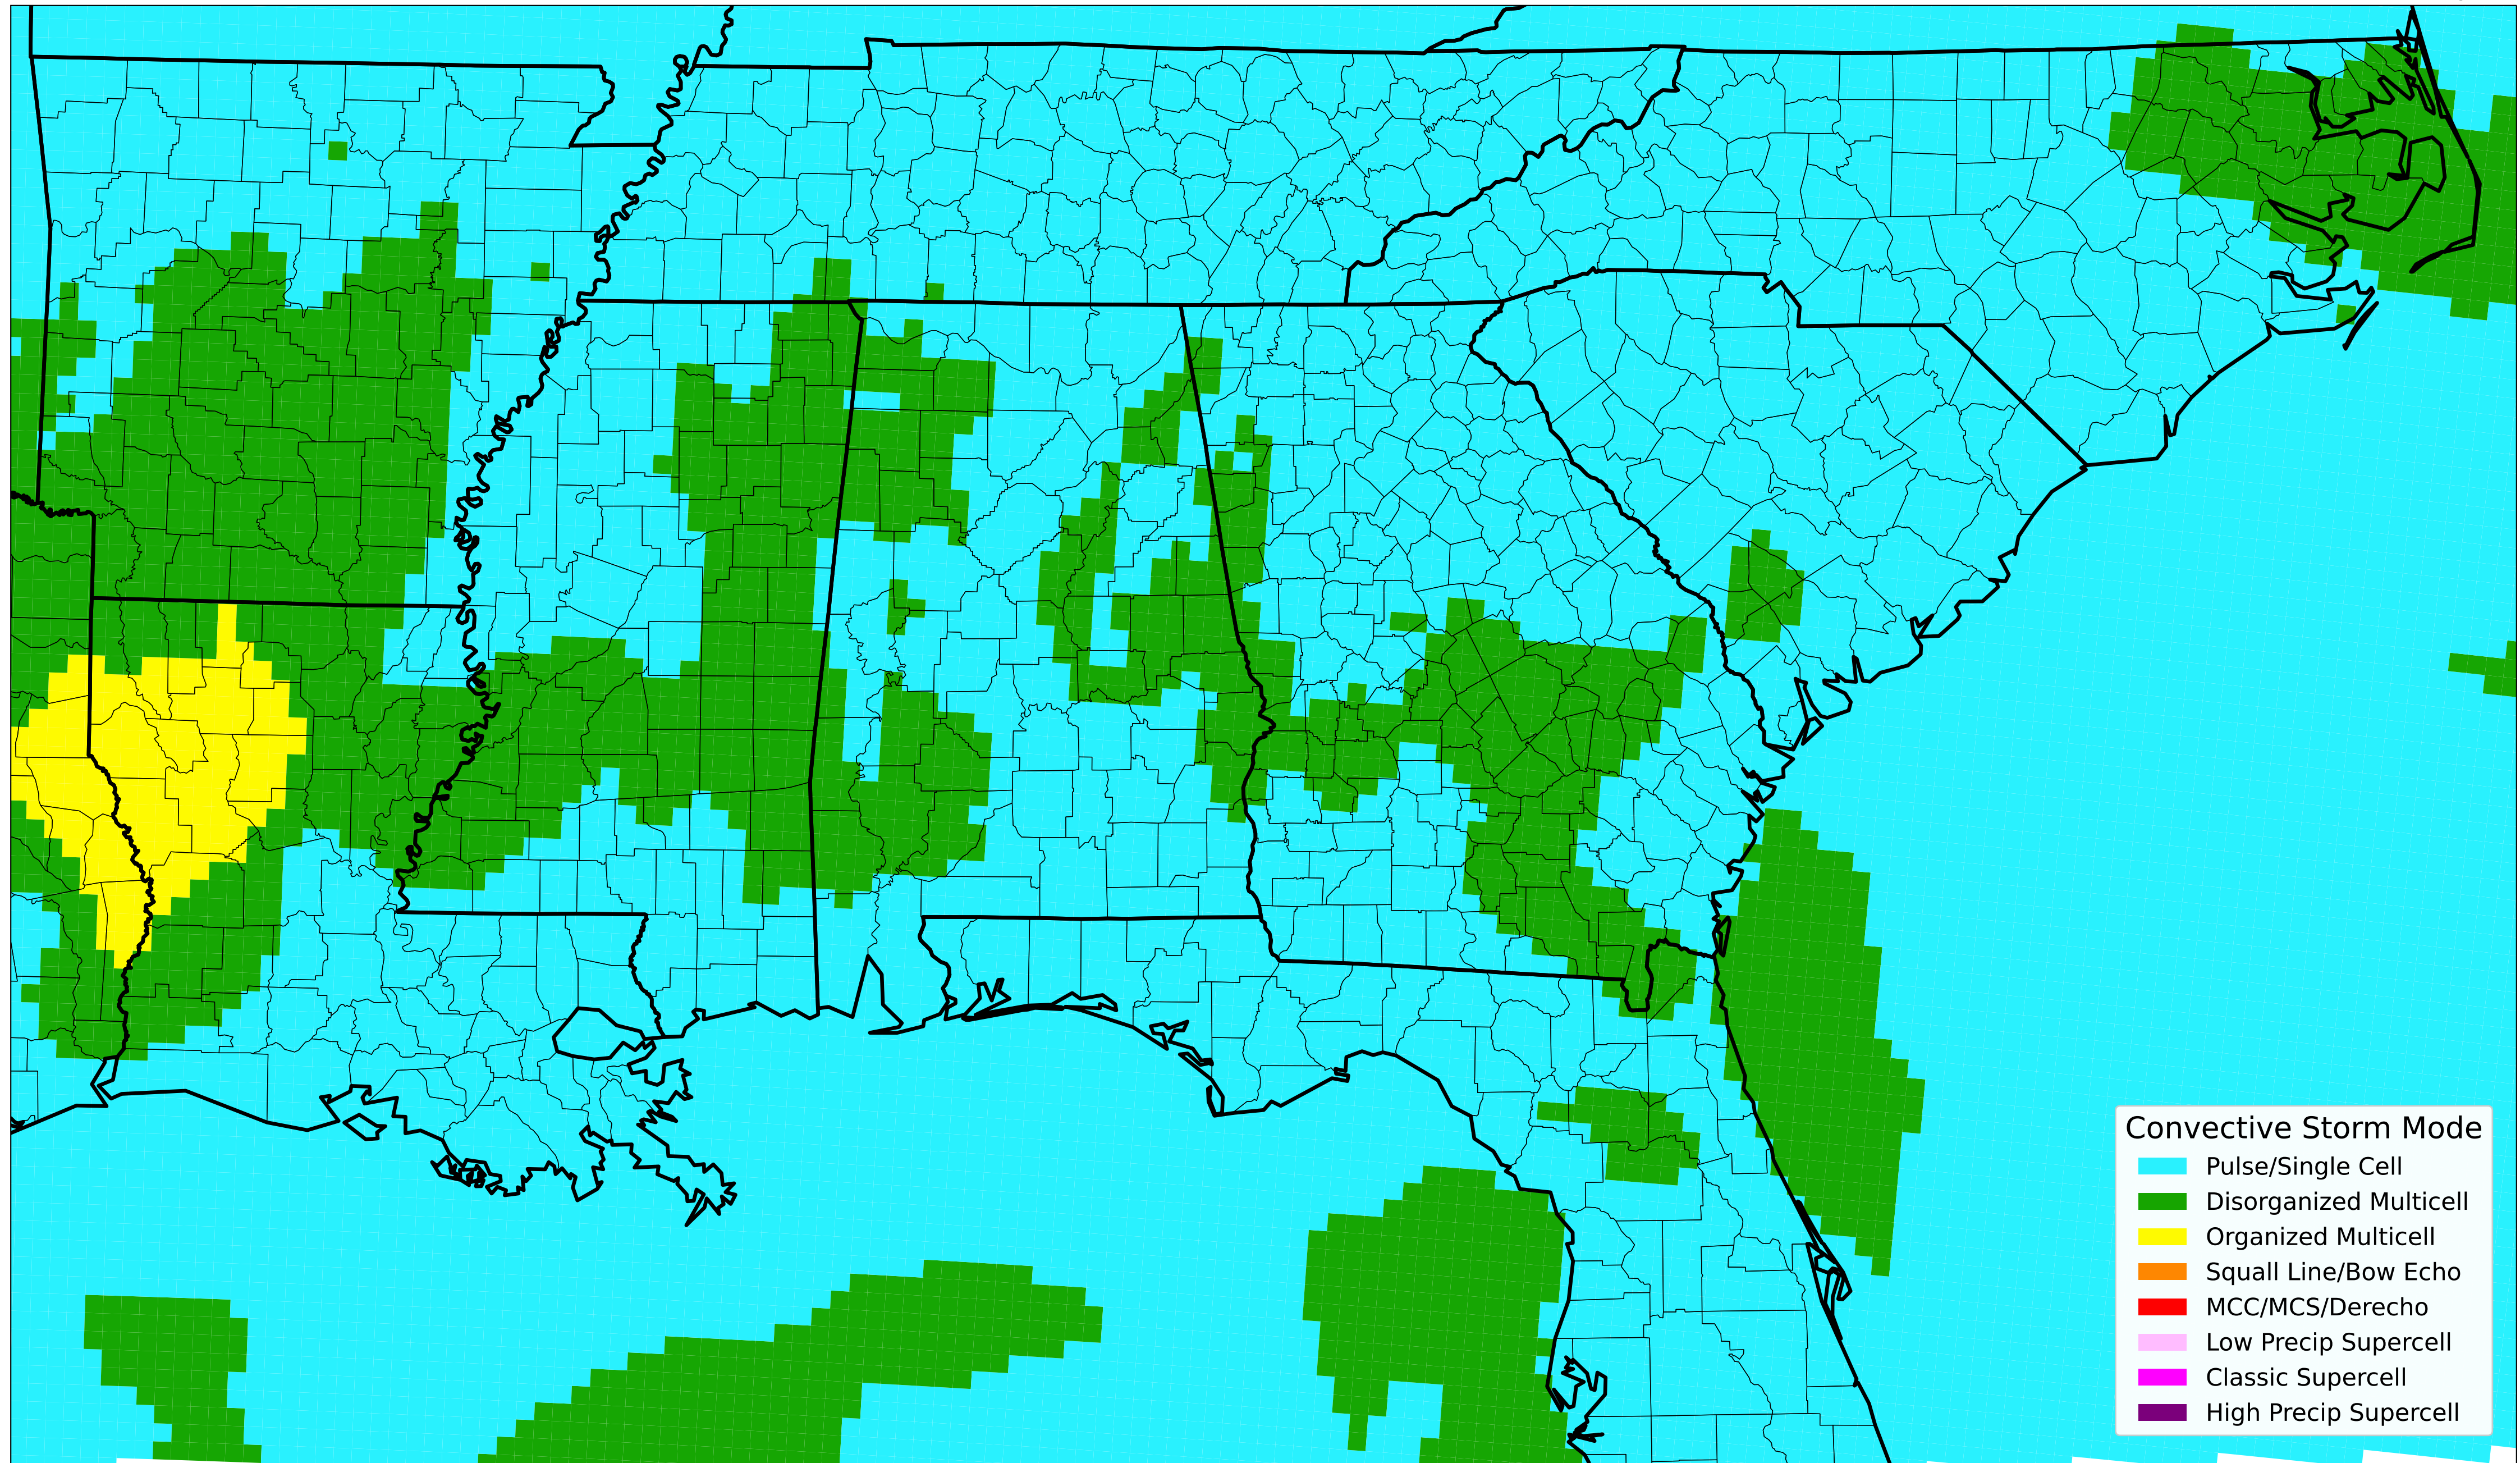 Convective Storm Mode
Pulse/Single Cell
Disorganized Multicell
Organized Multicell
Squall Line/Bow Echo
MCC/MCS/Derecho
Low Precip Supercell
Classic Supercell
High Precip Supercell